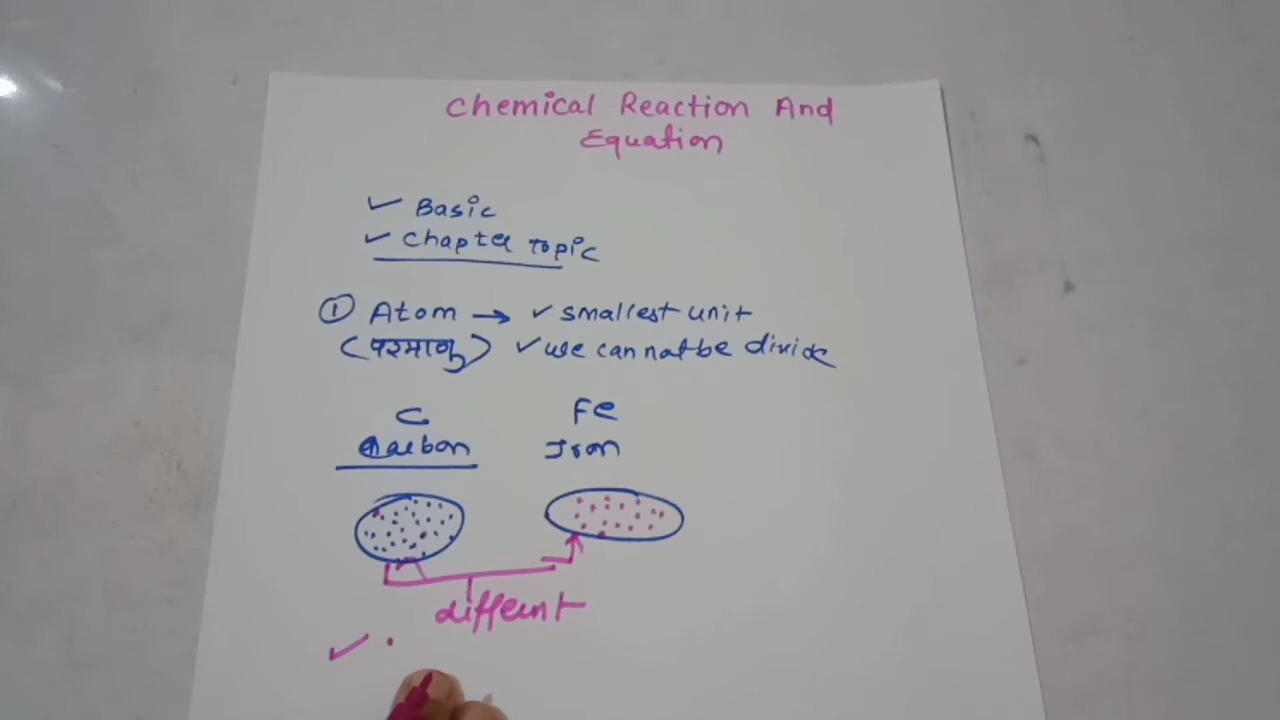 Chemical Reaction And
Equation
✓ Basic
✓ Chapter Topic
① Atom → ✓ smallest unit
(परमाणु) ✓ we can not be divide
C Fe
Carbon Iron
diffeent
✓ .